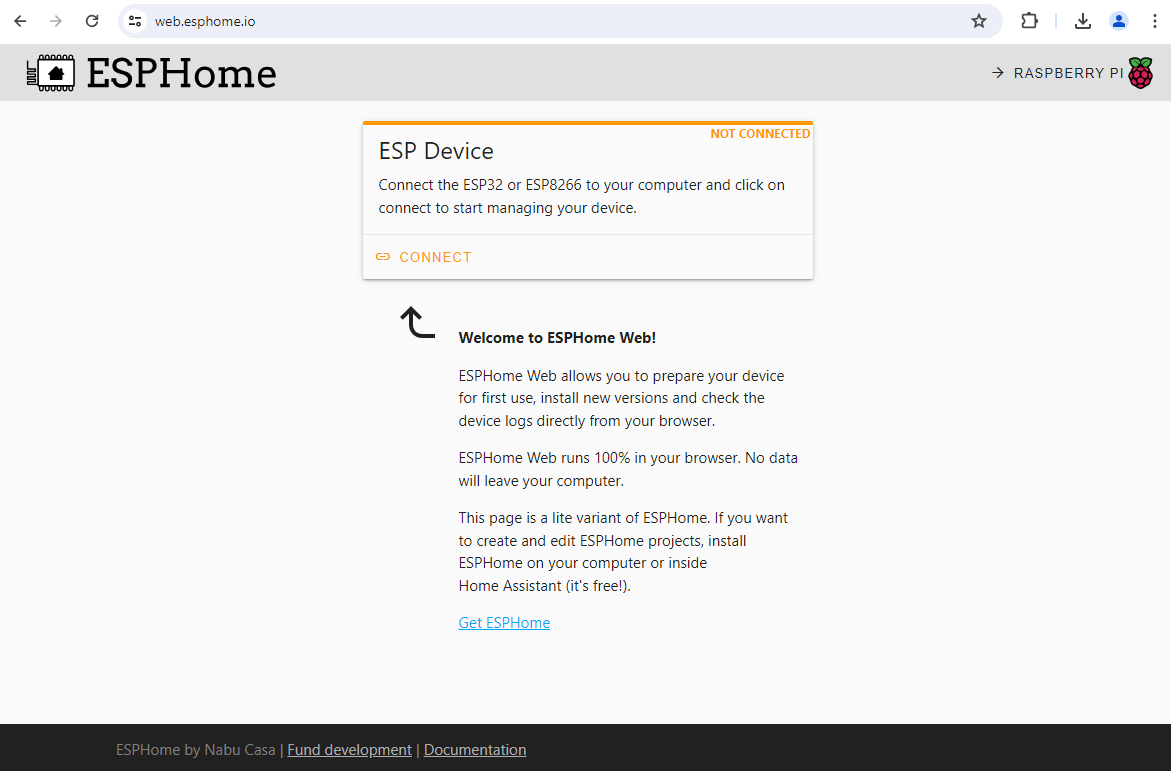 web.esphome.io
ESPHome
RASPBERRY PI
NOT CONNECTED
ESP Device
Connect the ESP32 or ESP8266 to your computer and click on
connect to start managing your device.
CONNECT
Welcome to ESPHome Web!
ESPHome Web allows you to prepare your device
for first use, install new versions and check the
device logs directly from your browser.
ESPHome Web runs 100% in your browser. No data
will leave your computer.
This page is a lite variant of ESPHome. If you want
to create and edit ESPHome projects, install
ESPHome on your computer or inside
Home Assistant (it's free!).
Get ESPHome
ESPHome by Nabu Casa | Fund development | Documentation